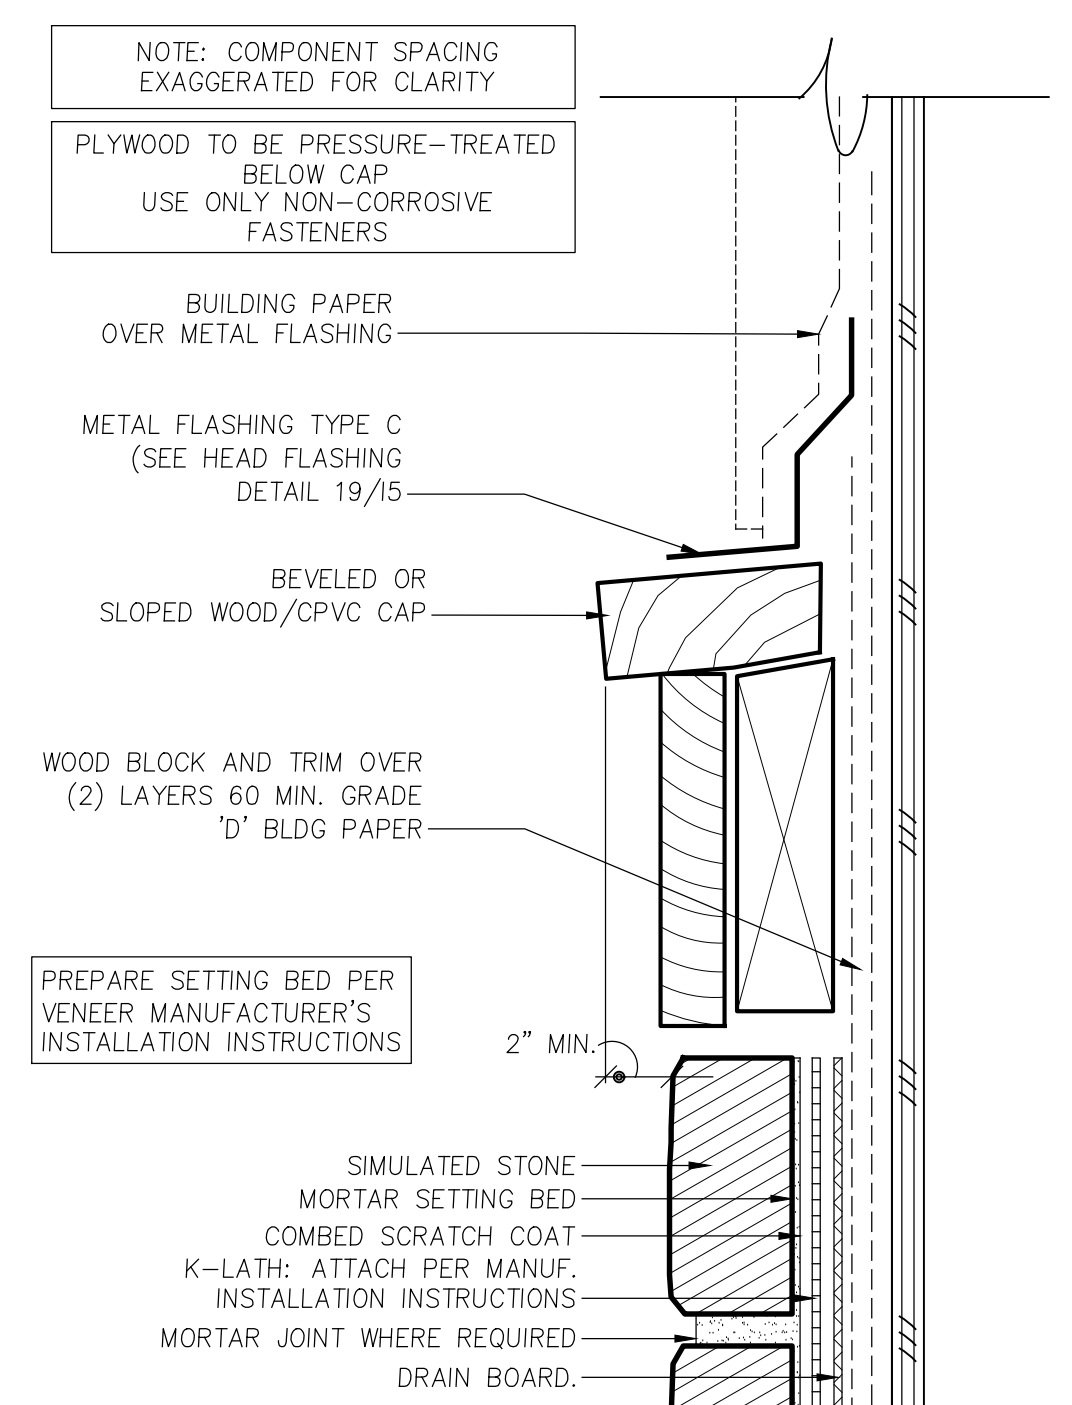 NOTE: COMPONENT SPACING
EXAGGERATED FOR CLARITY
PLYWOOD TO BE PRESSURE-TREATED
BELOW CAP
USE ONLY NON-CORROSIVE
FASTENERS
BUILDING PAPER
OVER METAL FLASHING
METAL FLASHING TYPE C
(SEE HEAD FLASHING
DETAIL 19/15
BEVELED OR
SLOPED WOOD/CPVC CAP
WOOD BLOCK AND TRIM OVER
(2) LAYERS 60 MIN. GRADE
'D' BLDG PAPER
PREPARE SETTING BED PER
VENEER MANUFACTURER'S
INSTALLATION INSTRUCTIONS
2" MIN.
SIMULATED STONE
MORTAR SETTING BED
COMBED SCRATCH COAT
K-LATH: ATTACH PER MANUF.
INSTALLATION INSTRUCTIONS
MORTAR JOINT WHERE REQUIRED
DRAIN BOARD.